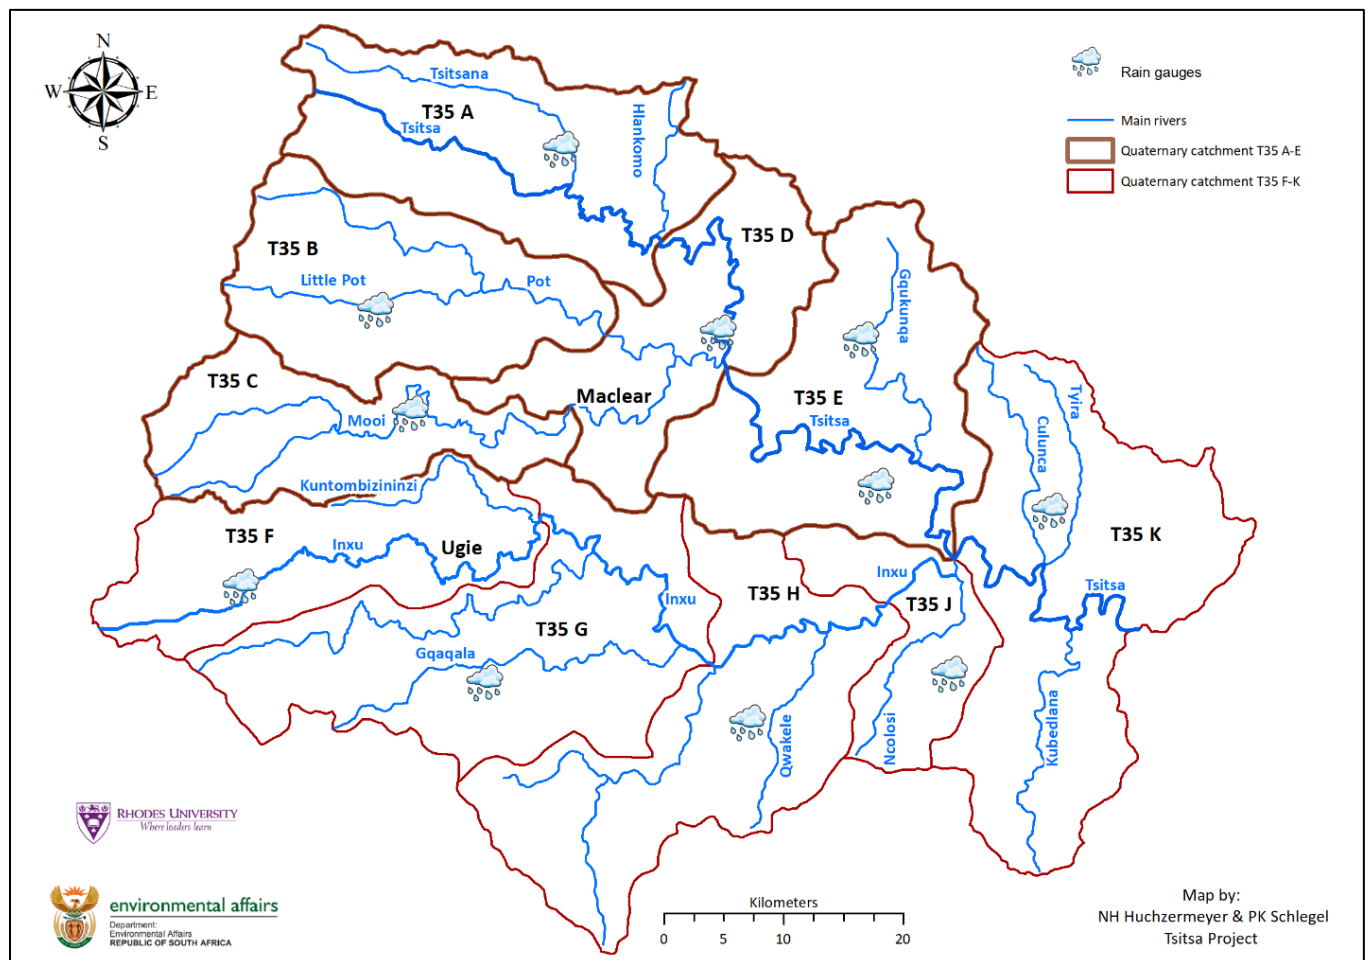 N
W
E
S
Rain gauges
Main rivers
Quaternary catchment T35 A-E
Quaternary catchment T35 F-K
Tsitsana
T35 A
Tsitsa
Hlankomo
T35 D
T35 B
Little Pot
Pot
Gqukunqa
T35 C
Mooi
Maclear
T35 E
Tsitsa
Tyira
Culunca
Kuntombizininzi
T35 F
Inxu
Ugie
T35 K
Inxu
T35 H
Inxu
T35 J
Tsitsa
T35 G
Gqaqala
Qwakele
Ncolosi
Kubedlana
RHODES UNIVERSITY
Where leaders learn
environmental affairs
Department:
Environmental Affairs
REPUBLIC OF SOUTH AFRICA
Kilometers
0 5 10 20
Map by:
NH Huchzermeyer & PK Schlegel
Tsitsa Project